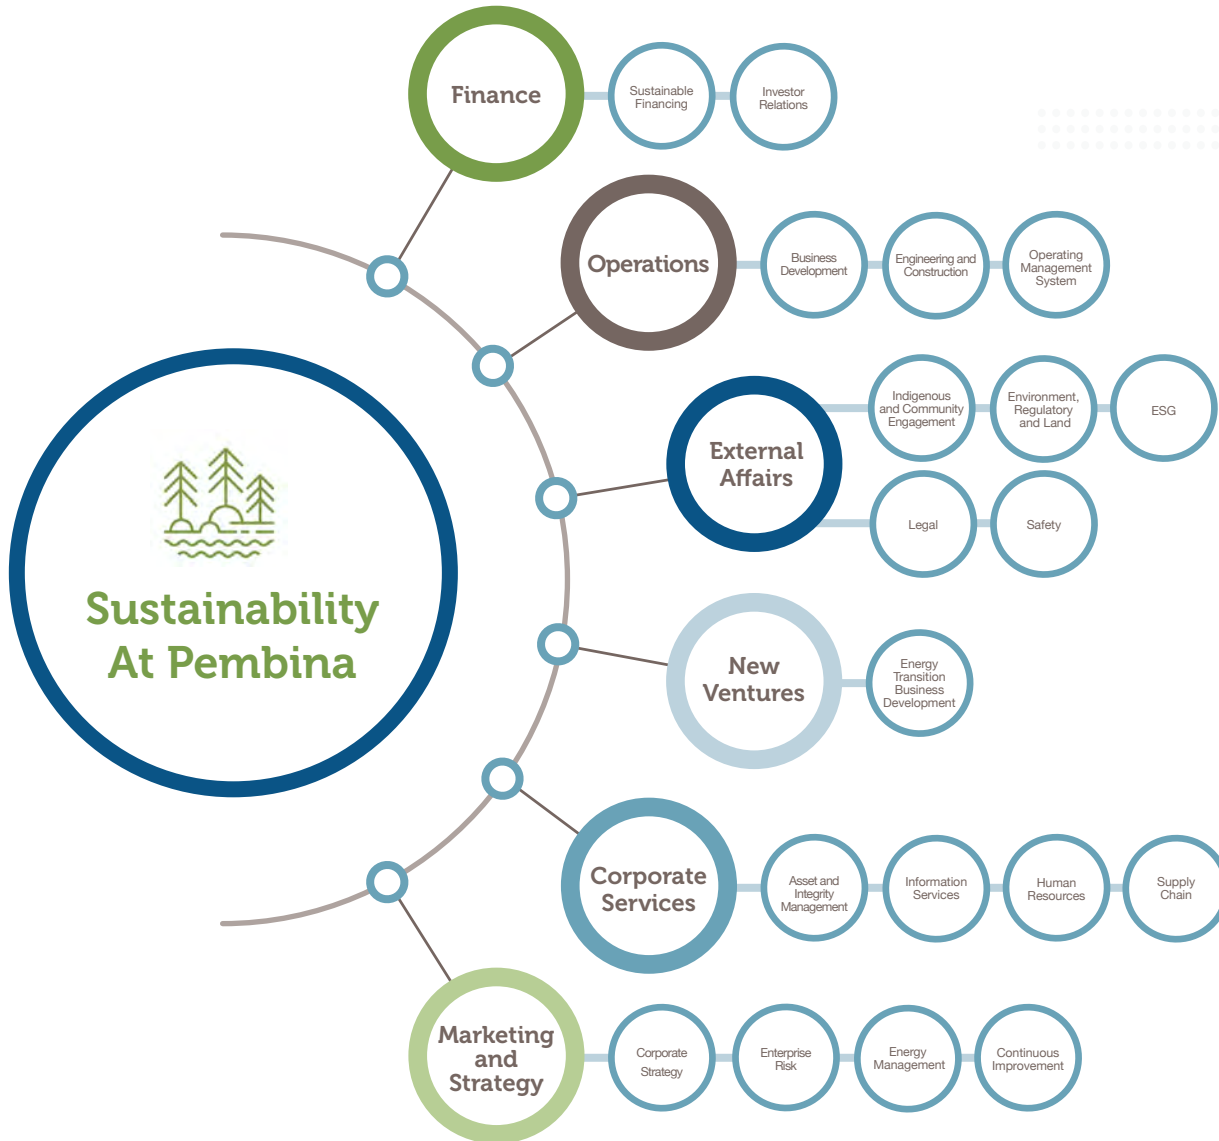 Finance
Sustainable
Financing
Investor
Relations
Operations
Business
Development
Engineering and
Construction
Operating
Management
System
External
Affairs
Indigenous
and Community
Engagement
Environment,
Regulatory
and Land
ESG
Legal
Safety
Sustainability
At Pembina
New
Ventures
Energy
Transition
Business
Development
Corporate
Services
Asset and
Integrity
Management
Information
Services
Human
Resources
Supply
Chain
Marketing
and
Strategy
Corporate
Strategy
Enterprise
Risk
Energy
Management
Continuous
Improvement